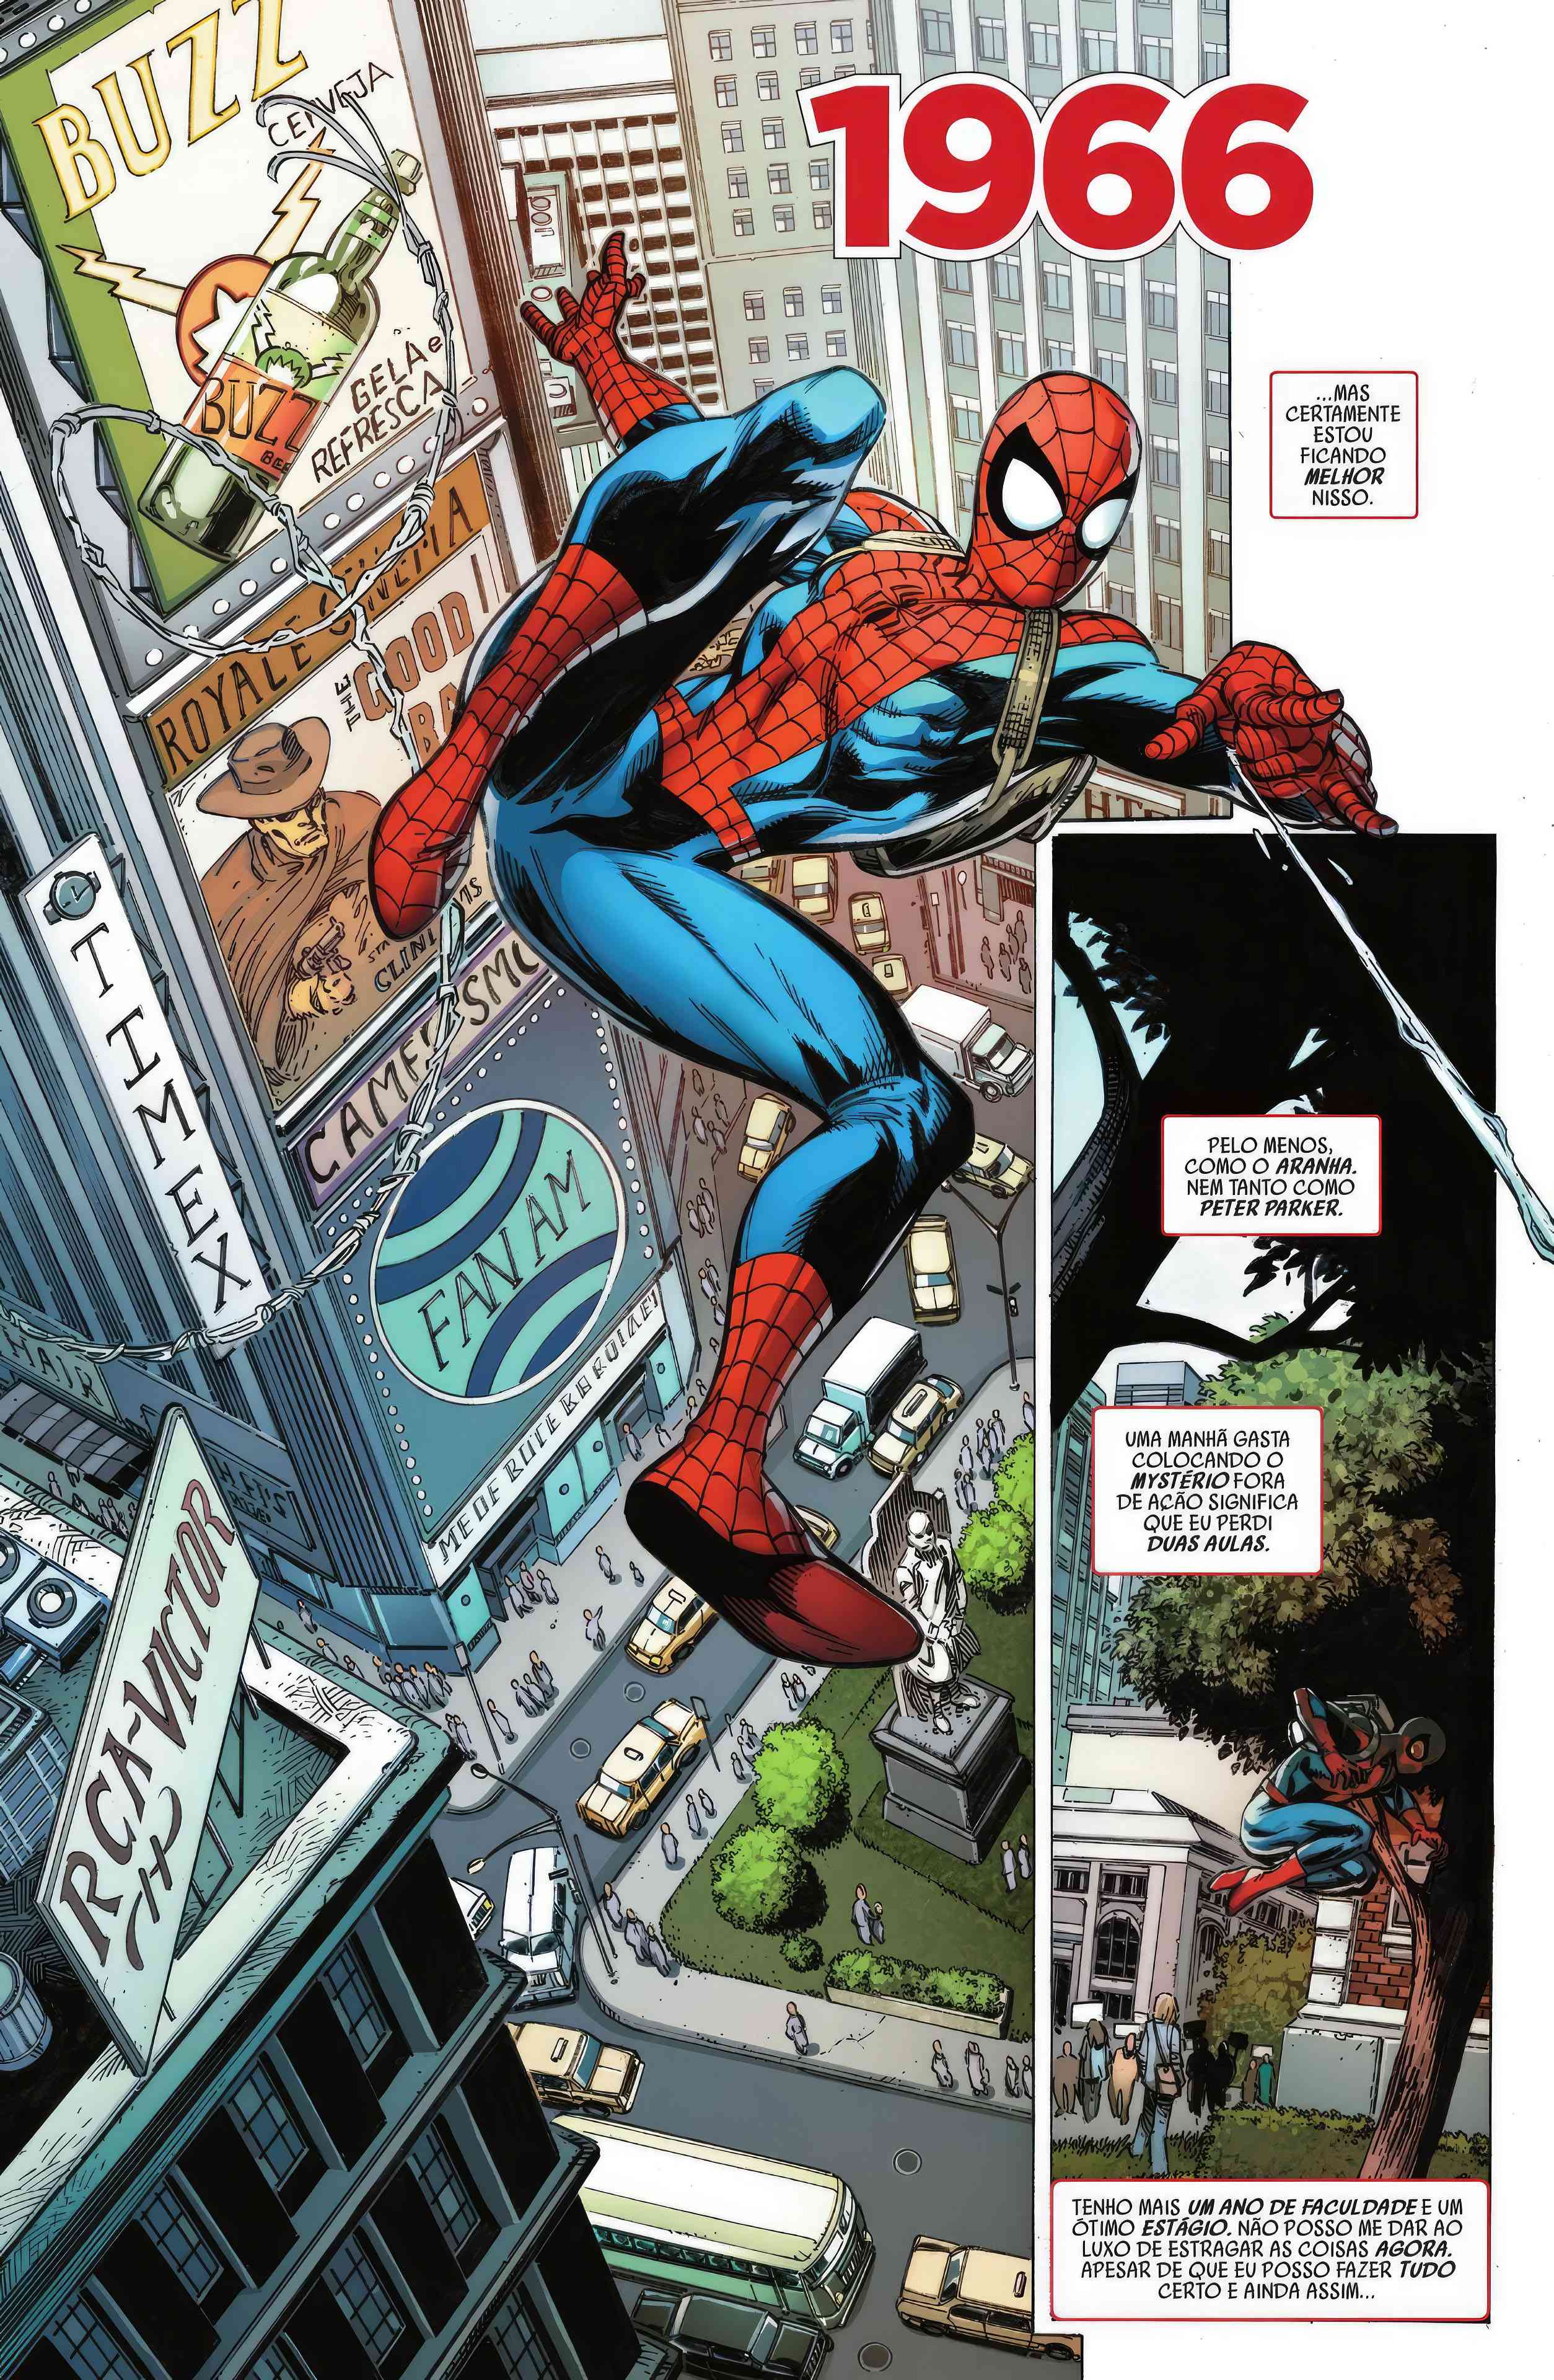 BUZZ
CERVEJA
BUZZ
GELA e
REFRESCA
1966
...MAS
CERTAMENTE
ESTOU
FICANDO
MELHOR
NISSO.
ROYALE
THE
GOOD
TIMEX
FAN AM
RCA-VICTOR
PELO MENOS,
COMO O ARANHA.
NEM TANTO COMO
PETER PARKER.
UMA MANHÃ GASTA
COLOCANDO O
MYSTÉRIO FORA
DE AÇÃO SIGNIFICA
QUE EU PERDI
DUAS AULAS.
TENHO MAIS UM ANO DE FACULDADE E UM
ÓTIMO ESTÁGIO. NÃO POSSO ME DAR AO
LUXO DE ESTRAGAR AS COISAS AGORA.
APESAR DE QUE EU POSSO FAZER TUDO
CERTO E AINDA ASSIM...